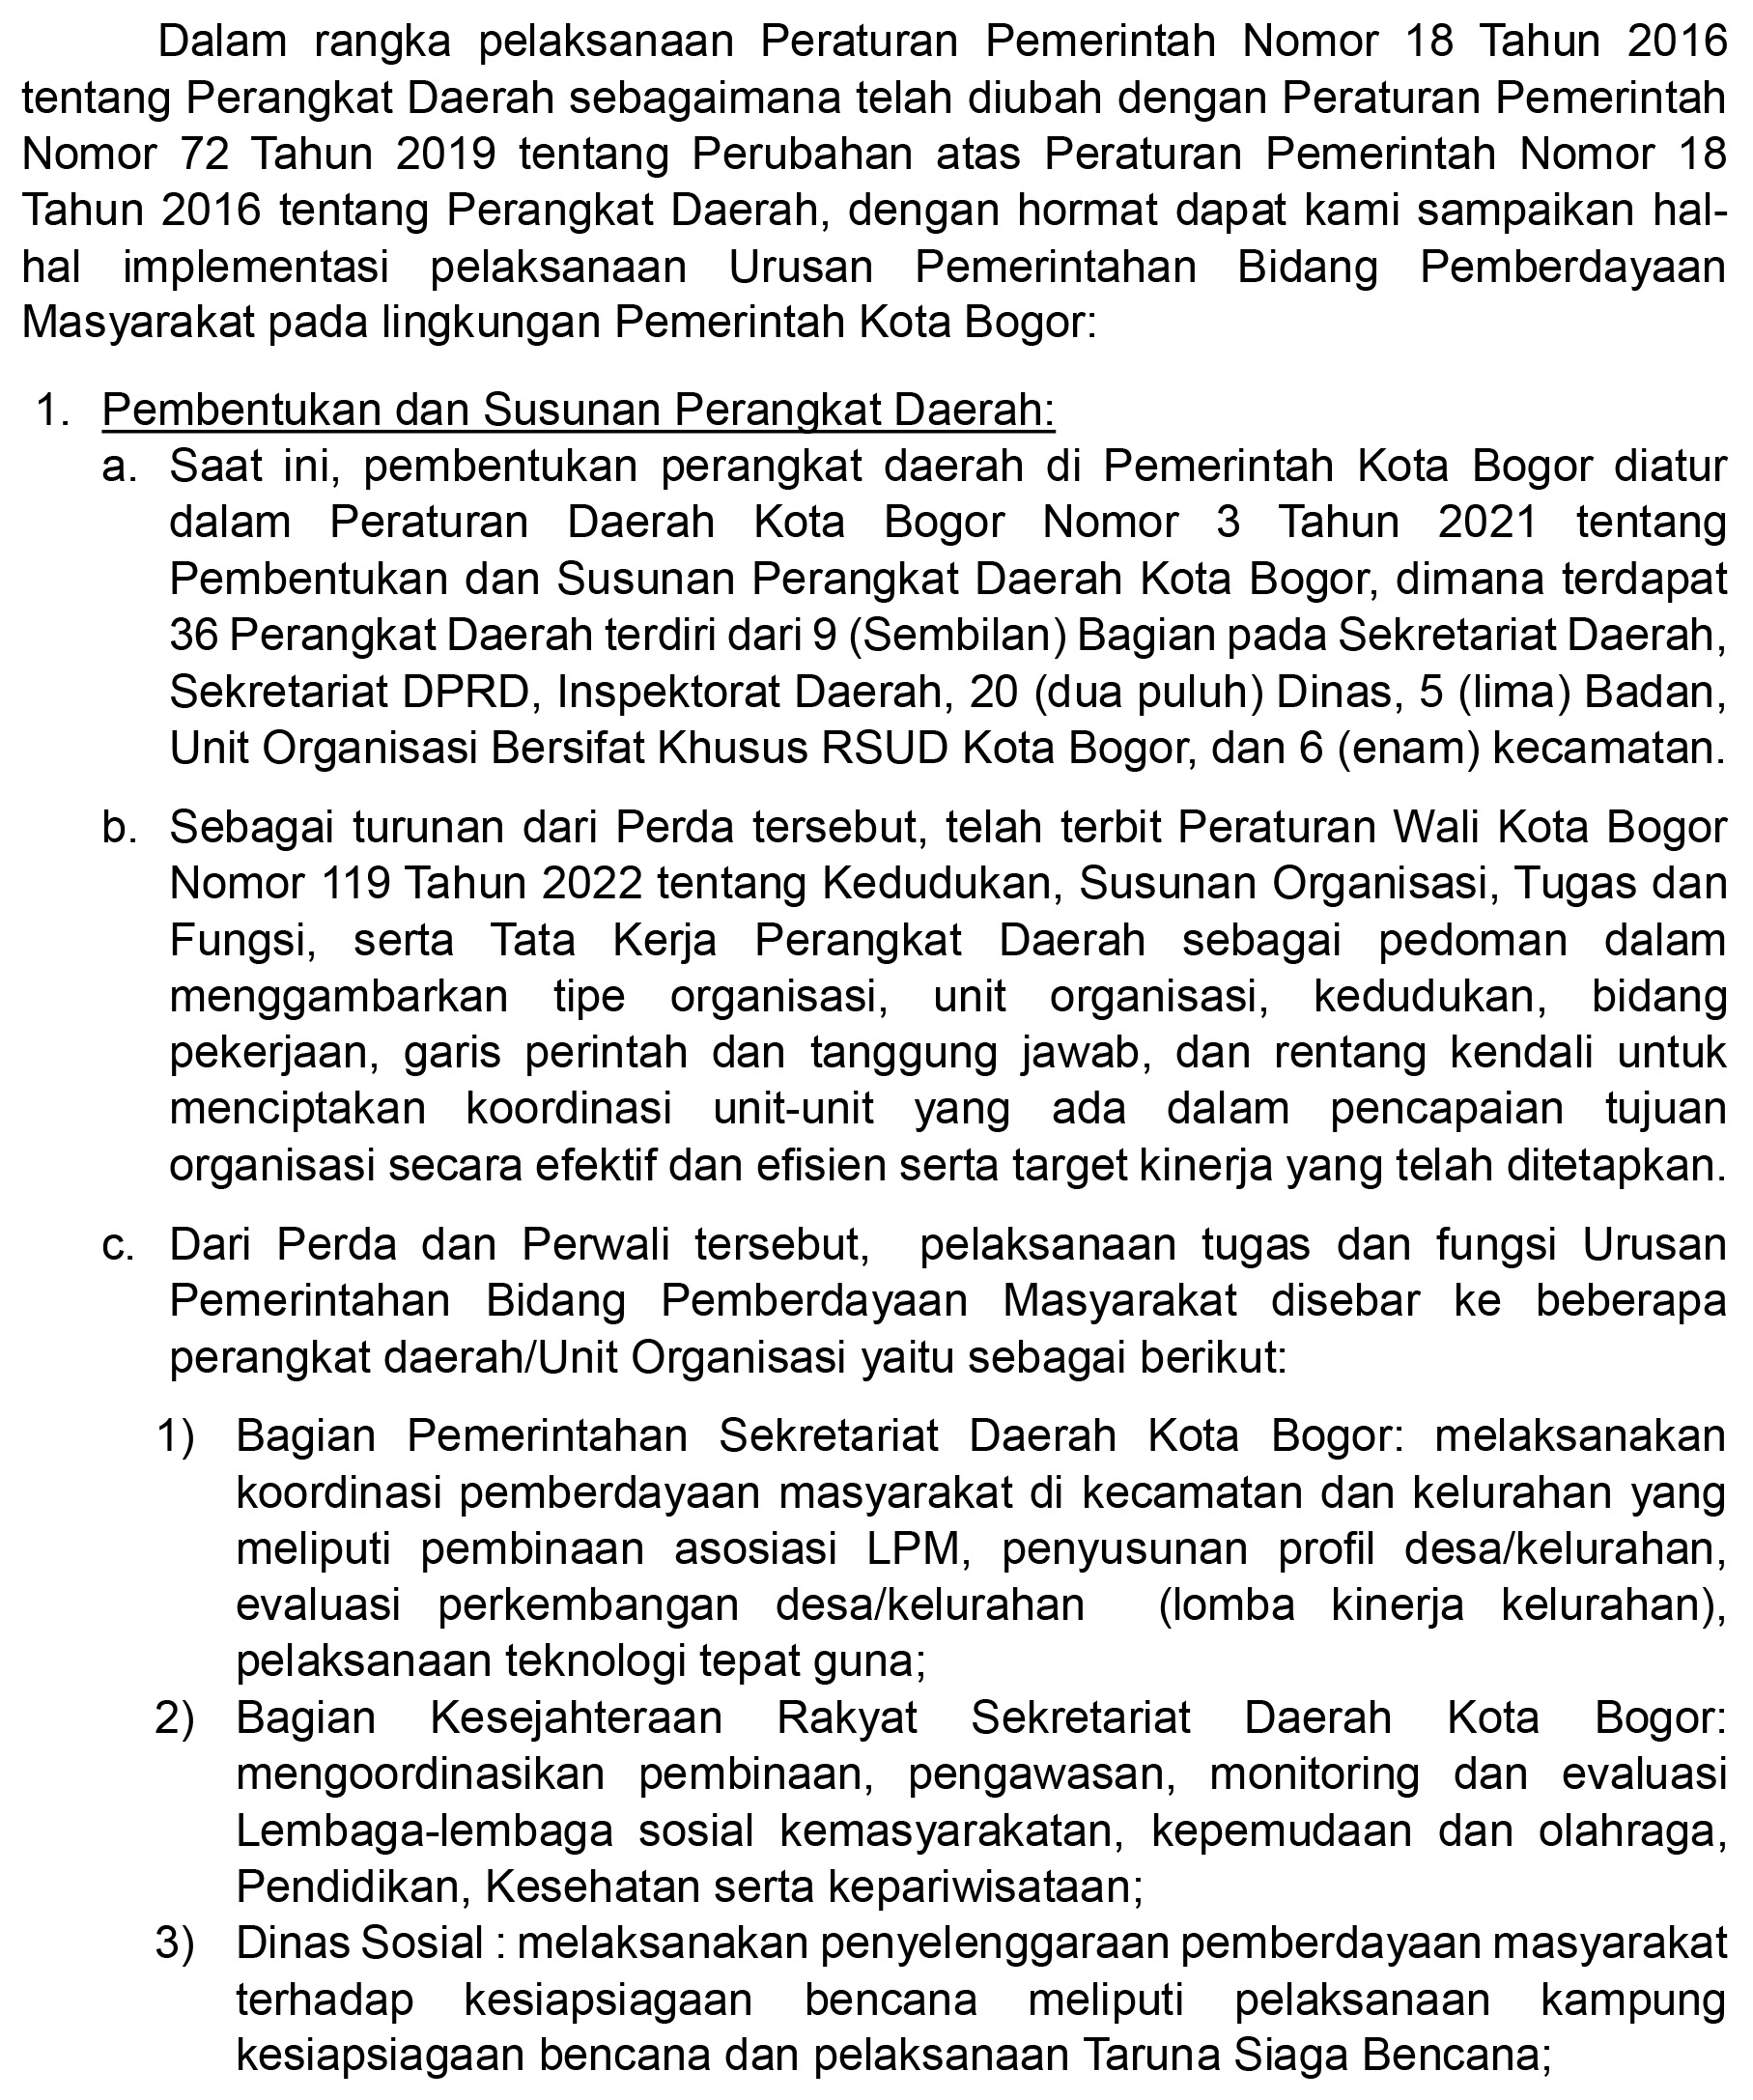 Dalam rangka pelaksanaan Peraturan Pemerintah Nomor 18 Tahun 2016
tentang Perangkat Daerah sebagaimana telah diubah dengan Peraturan Pemerintah
Nomor 72 Tahun 2019 tentang Perubahan atas Peraturan Pemerintah Nomor 18
Tahun 2016 tentang Perangkat Daerah, dengan hormat dapat kami sampaikan hal-
hal implementasi pelaksanaan Urusan Pemerintahan Bidang Pemberdayaan
Masyarakat pada lingkungan Pemerintah Kota Bogor:
1. Pembentukan dan Susunan Perangkat Daerah:
a. Saat ini, pembentukan perangkat daerah di Pemerintah Kota Bogor diatur
dalam Peraturan Daerah Kota Bogor Nomor 3 Tahun 2021 tentang
Pembentukan dan Susunan Perangkat Daerah Kota Bogor, dimana terdapat
36 Perangkat Daerah terdiri dari 9 (Sembilan) Bagian pada Sekretariat Daerah,
Sekretariat DPRD, Inspektorat Daerah, 20 (dua puluh) Dinas, 5 (lima) Badan,
Unit Organisasi Bersifat Khusus RSUD Kota Bogor, dan 6 (enam) kecamatan.
b. Sebagai turunan dari Perda tersebut, telah terbit Peraturan Wali Kota Bogor
Nomor 119 Tahun 2022 tentang Kedudukan, Susunan Organisasi, Tugas dan
Fungsi, serta Tata Kerja Perangkat Daerah sebagai pedoman dalam
menggambarkan tipe organisasi, unit organisasi, kedudukan, bidang
pekerjaan, garis perintah dan tanggung jawab, dan rentang kendali untuk
menciptakan koordinasi unit-unit yang ada dalam pencapaian tujuan
organisasi secara efektif dan efisien serta target kinerja yang telah ditetapkan.
c. Dari Perda dan Perwali tersebut, pelaksanaan tugas dan fungsi Urusan
Pemerintahan Bidang Pemberdayaan Masyarakat disebar ke beberapa
perangkat daerah/Unit Organisasi yaitu sebagai berikut:
1) Bagian Pemerintahan Sekretariat Daerah Kota Bogor: melaksanakan
koordinasi pemberdayaan masyarakat di kecamatan dan kelurahan yang
meliputi pembinaan asosiasi LPM, penyusunan profil desa/kelurahan,
evaluasi perkembangan desa/kelurahan (lomba kinerja kelurahan),
pelaksanaan teknologi tepat guna;
2) Bagian Kesejahteraan Rakyat Sekretariat Daerah Kota Bogor:
mengoordinasikan pembinaan, pengawasan, monitoring dan evaluasi
Lembaga-lembaga sosial kemasyarakatan, kepemudaan dan olahraga,
Pendidikan, Kesehatan serta kepariwisataan;
3) Dinas Sosial : melaksanakan penyelenggaraan pemberdayaan masyarakat
terhadap kesiapsiagaan bencana meliputi pelaksanaan kampung
kesiapsiagaan bencana dan pelaksanaan Taruna Siaga Bencana;